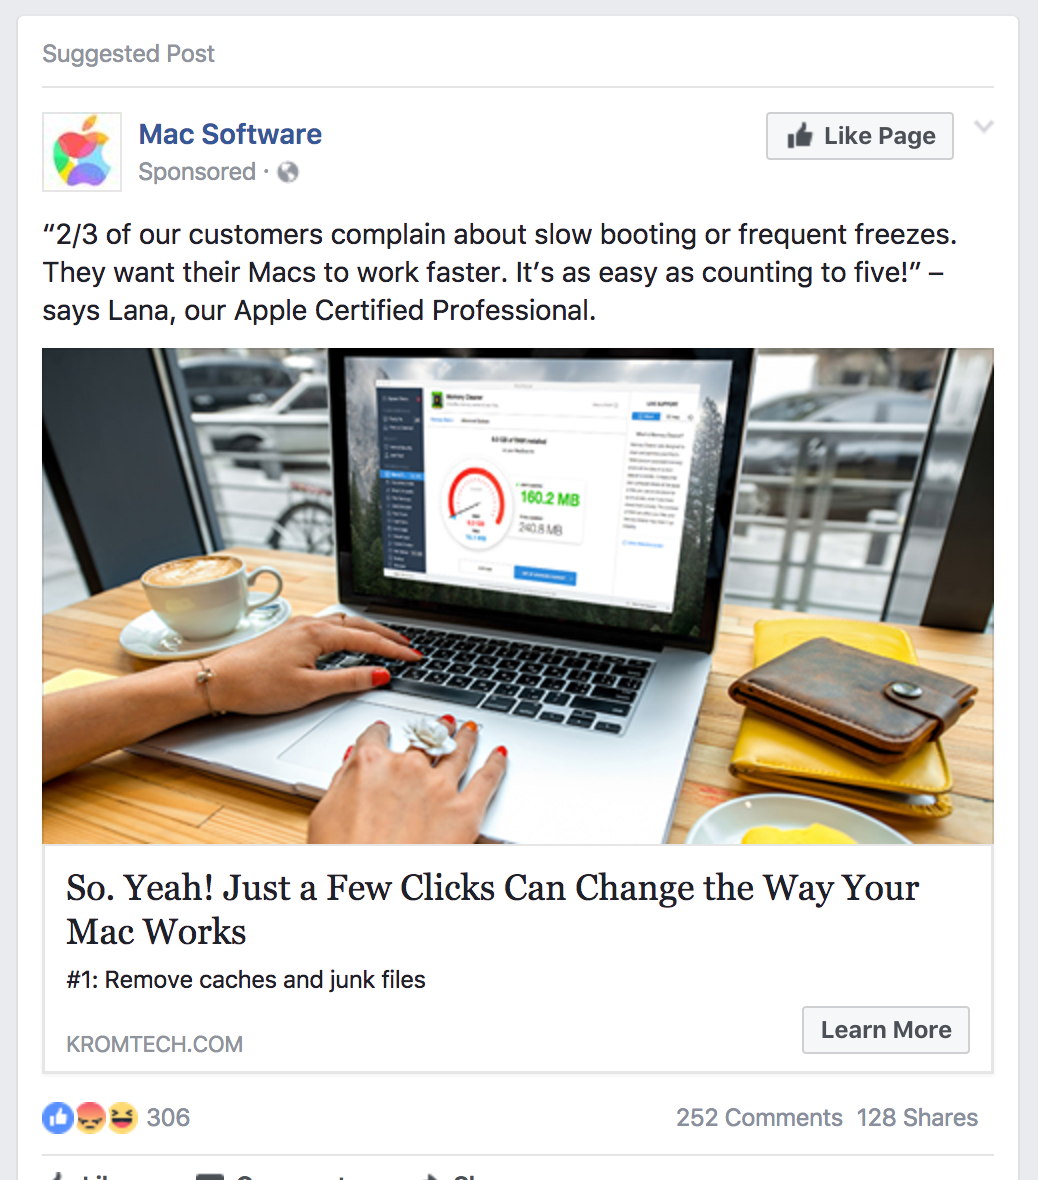 Suggested Post
Mac Software
Like Page
Sponsored ·
“2/3 of our customers complain about slow booting or frequent freezes.
They want their Macs to work faster. It’s as easy as counting to five!” –
says Lana, our Apple Certified Professional.
Memory Cleaner
160.2 MB
240.8 MB
So. Yeah! Just a Few Clicks Can Change the Way Your
Mac Works
#1: Remove caches and junk files
KROMTECH.COM
Learn More
306
252 Comments 128 Shares